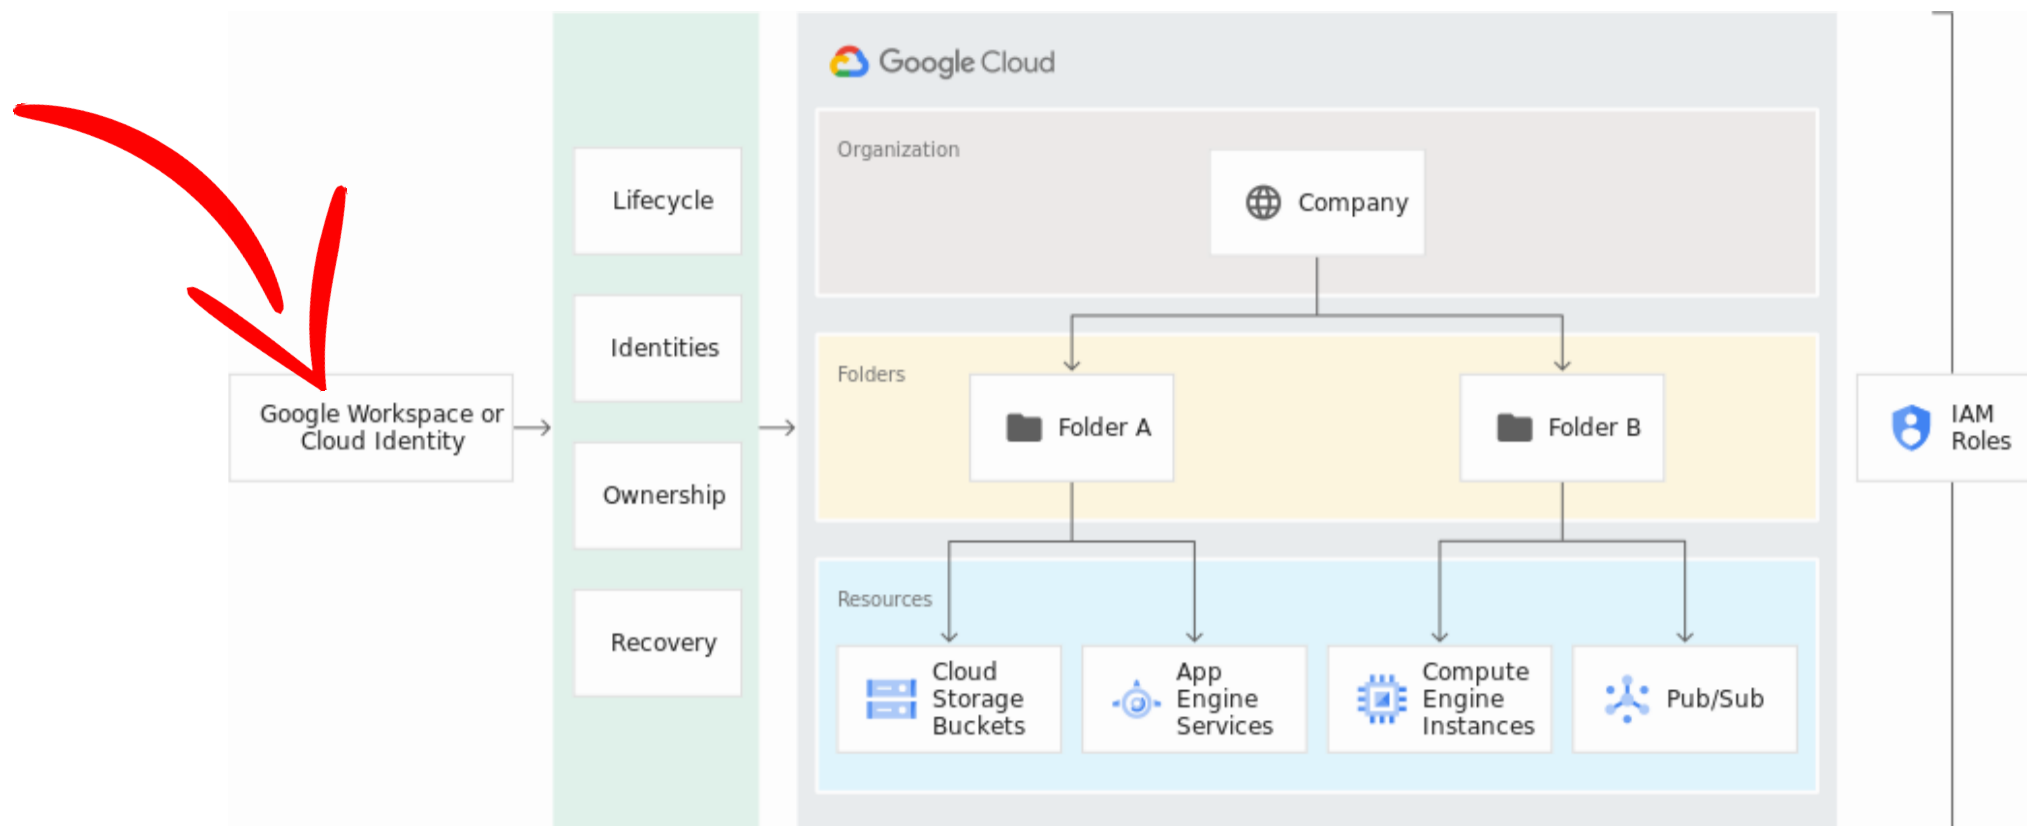 Google Cloud
Organization
Company
Lifecycle
Identities
Ownership
Recovery
Google Workspace or
Cloud Identity
Folders
Folder A
Folder B
IAM
Roles
Resources
Cloud
Storage
Buckets
App
Engine
Services
Compute
Engine
Instances
Pub/Sub